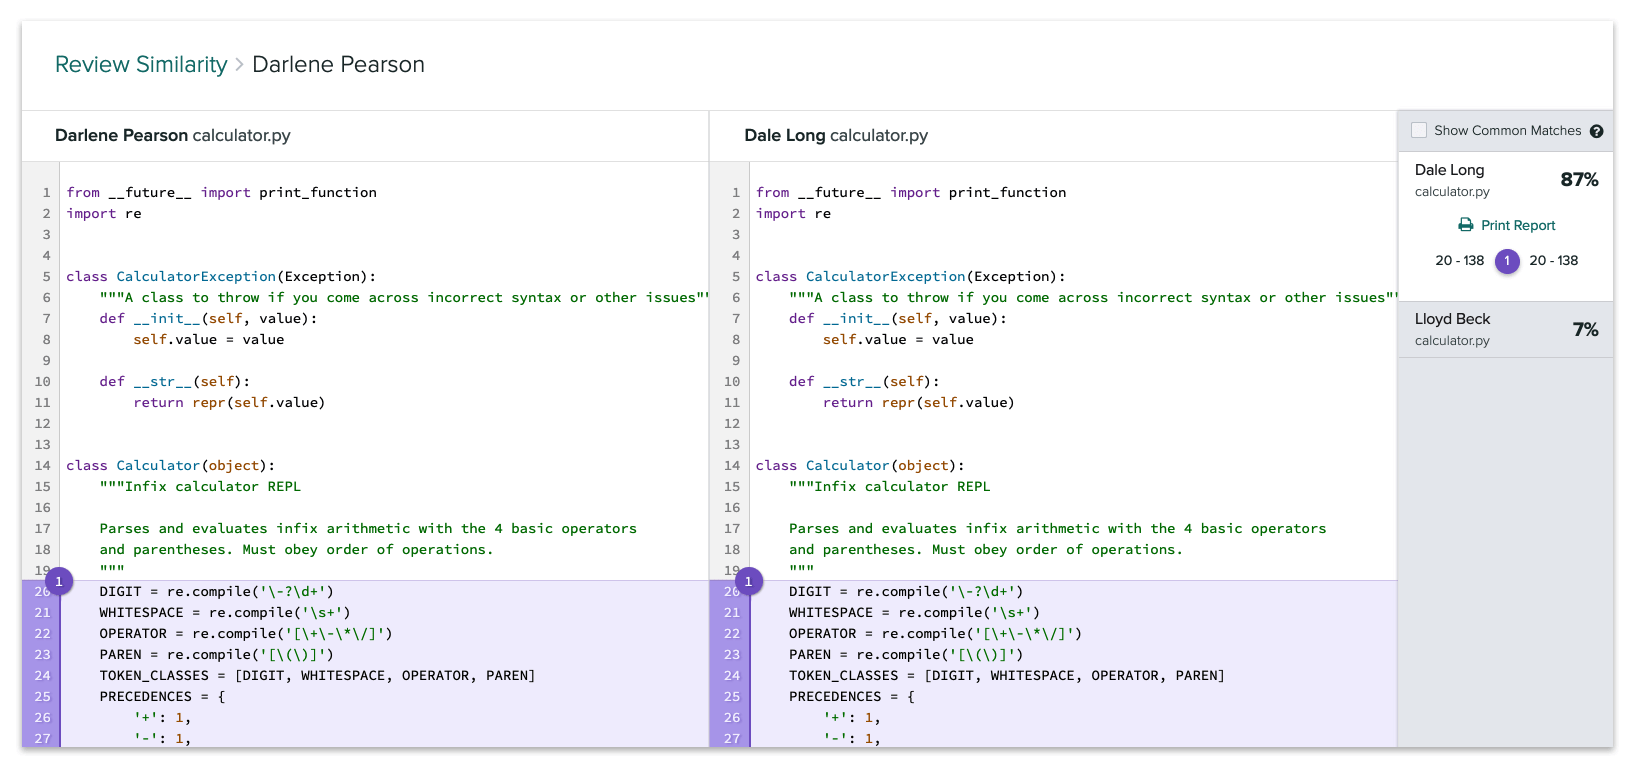 Review Similarity > Darlene Pearson
Darlene Pearson calculator.py
1 from __future__ import print_function
2 import re
3
4
5 class CalculatorException(Exception):
6     """A class to throw if you come across incorrect syntax or other issues""
7     def __init__(self, value):
8         self.value = value
9
10     def __str__(self):
11         return repr(self.value)
12
13
14 class Calculator(object):
15     """Infix calculator REPL
16
17     Parses and evaluates infix arithmetic with the 4 basic operators
18     and parentheses. Must obey order of operations.
19     """
1
20     DIGIT = re.compile('\-?\d+')
21     WHITESPACE = re.compile('\s+')
22     OPERATOR = re.compile('[\+\-\*\/]')
23     PAREN = re.compile('[\(\)]')
24     TOKEN_CLASSES = [DIGIT, WHITESPACE, OPERATOR, PAREN]
25     PRECEDENCES = {
26         '+': 1,
27         '-': 1,
Dale Long calculator.py
1 from __future__ import print_function
2 import re
3
4
5 class CalculatorException(Exception):
6     """A class to throw if you come across incorrect syntax or other issues""
7     def __init__(self, value):
8         self.value = value
9
10     def __str__(self):
11         return repr(self.value)
12
13
14 class Calculator(object):
15     """Infix calculator REPL
16
17     Parses and evaluates infix arithmetic with the 4 basic operators
18     and parentheses. Must obey order of operations.
19     """
1
20     DIGIT = re.compile('\-?\d+')
21     WHITESPACE = re.compile('\s+')
22     OPERATOR = re.compile('[\+\-\*\/]')
23     PAREN = re.compile('[\(\)]')
24     TOKEN_CLASSES = [DIGIT, WHITESPACE, OPERATOR, PAREN]
25     PRECEDENCES = {
26         '+': 1,
27         '-': 1,
Show Common Matches ?
Dale Long 87%
calculator.py
Print Report
20 - 138 1 20 - 138
Lloyd Beck 7%
calculator.py